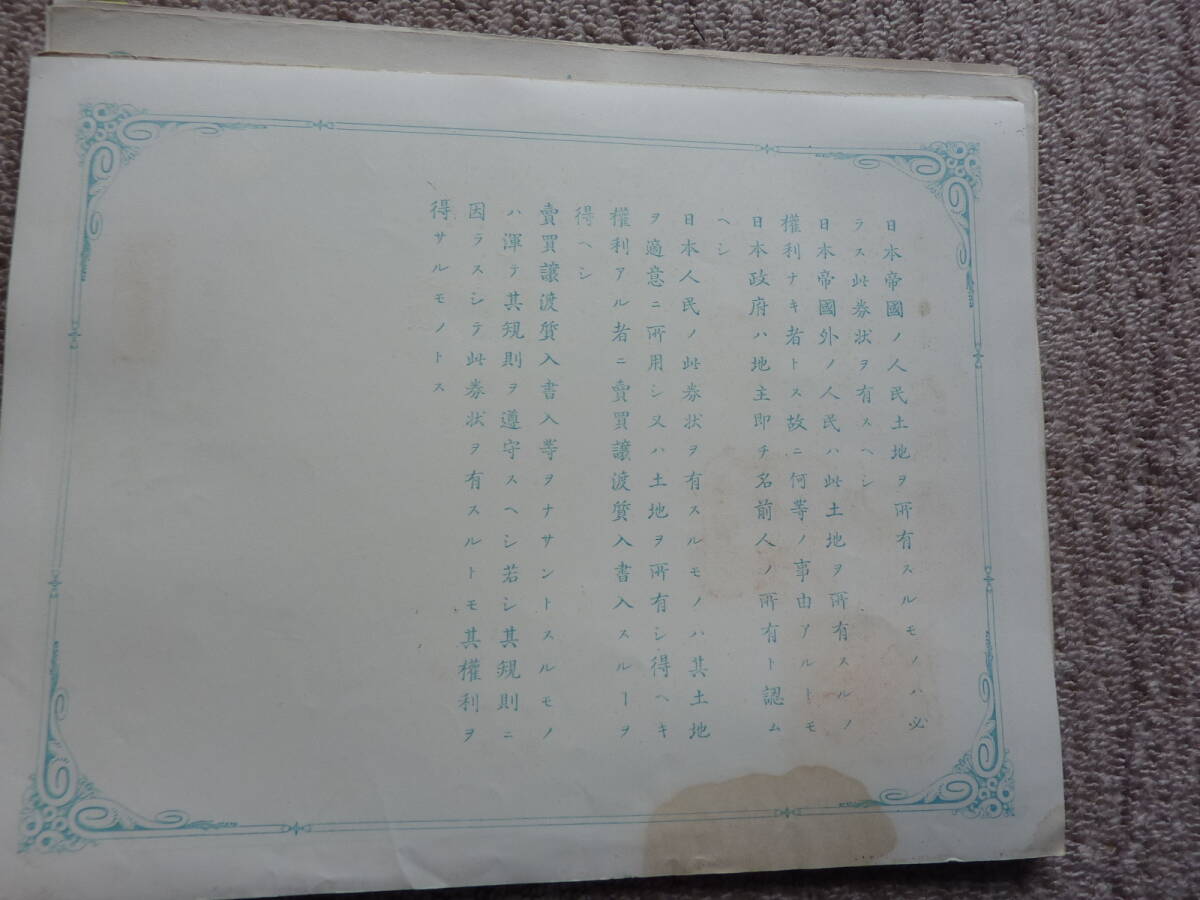 日本帝國ノ人民土地ヲ所有スルモノハ必
ラス此券状ヲ有スヘシ
日本帝國外ノ人民ハ此土地ヲ所有スルノ
權利ナキ者トス故ニ何等ノ事由アルトモ
日本政府ハ地主即チ名前人ノ所有ト認ム
ヘシ
日本人民ノ此券状ヲ有スルモノハ其土地
ヲ適意ニ所用シ又ハ土地ヲ所有シ得ヘキ
權利アル者ニ賣買譲渡質入書入スルヿヲ
得ヘシ
賣買譲渡質入書入等ヲナサントスルモノ
ハ渾テ其規則ヲ遵守スヘシ若シ其規則ニ
因ラスシテ此券状ヲ有スルトモ其權利ヲ
得サルモノトス